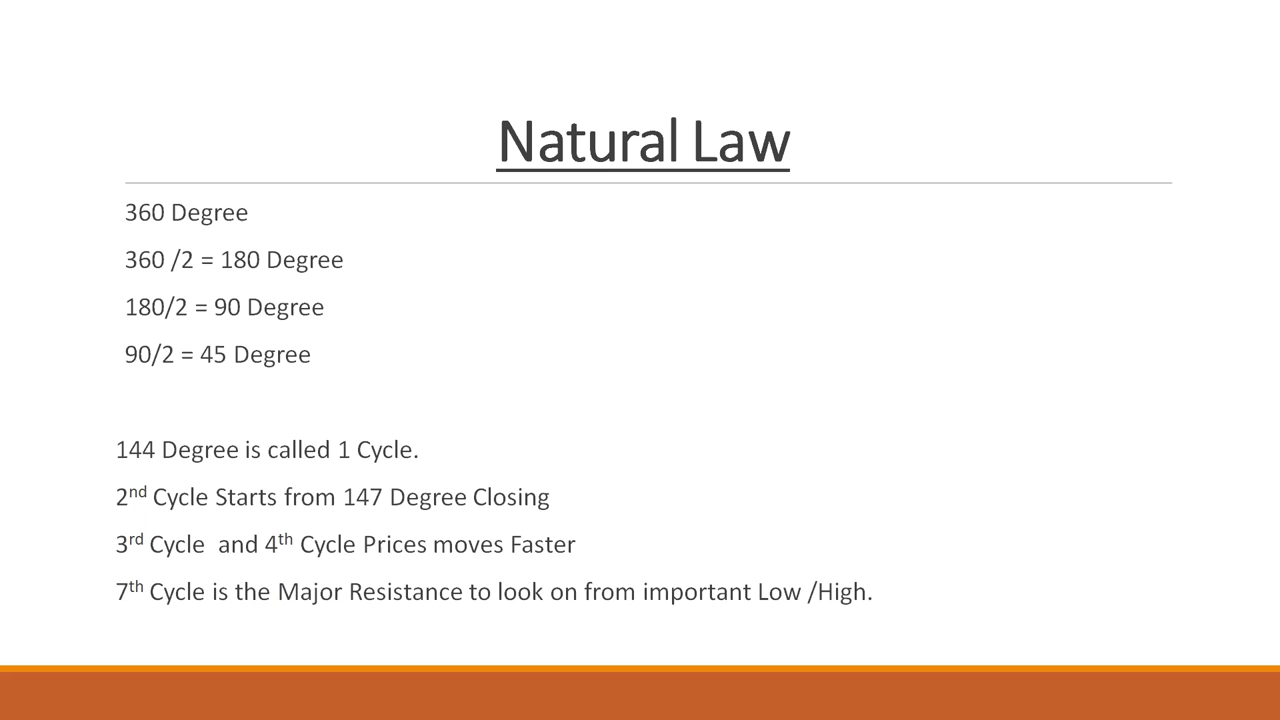 Natural Law
360 Degree
360 /2 = 180 Degree
180/2 = 90 Degree
90/2 = 45 Degree
144 Degree is called 1 Cycle.
2nd Cycle Starts from 147 Degree Closing
3rd Cycle  and 4th Cycle Prices moves Faster
7th Cycle is the Major Resistance to look on from important Low /High.